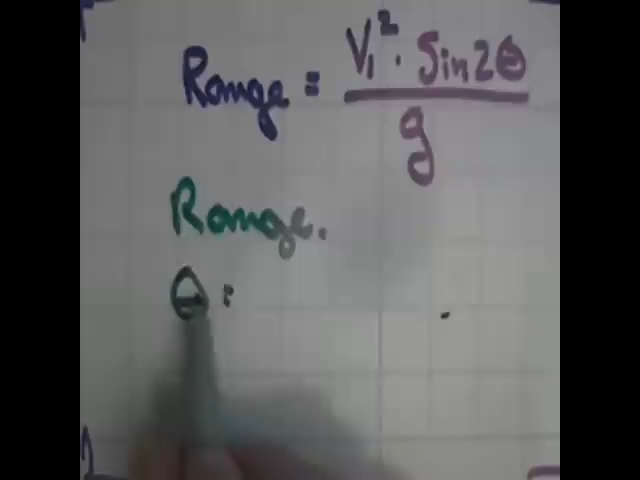 Range = V₁² · Sin2θ / g
Range.
θ: